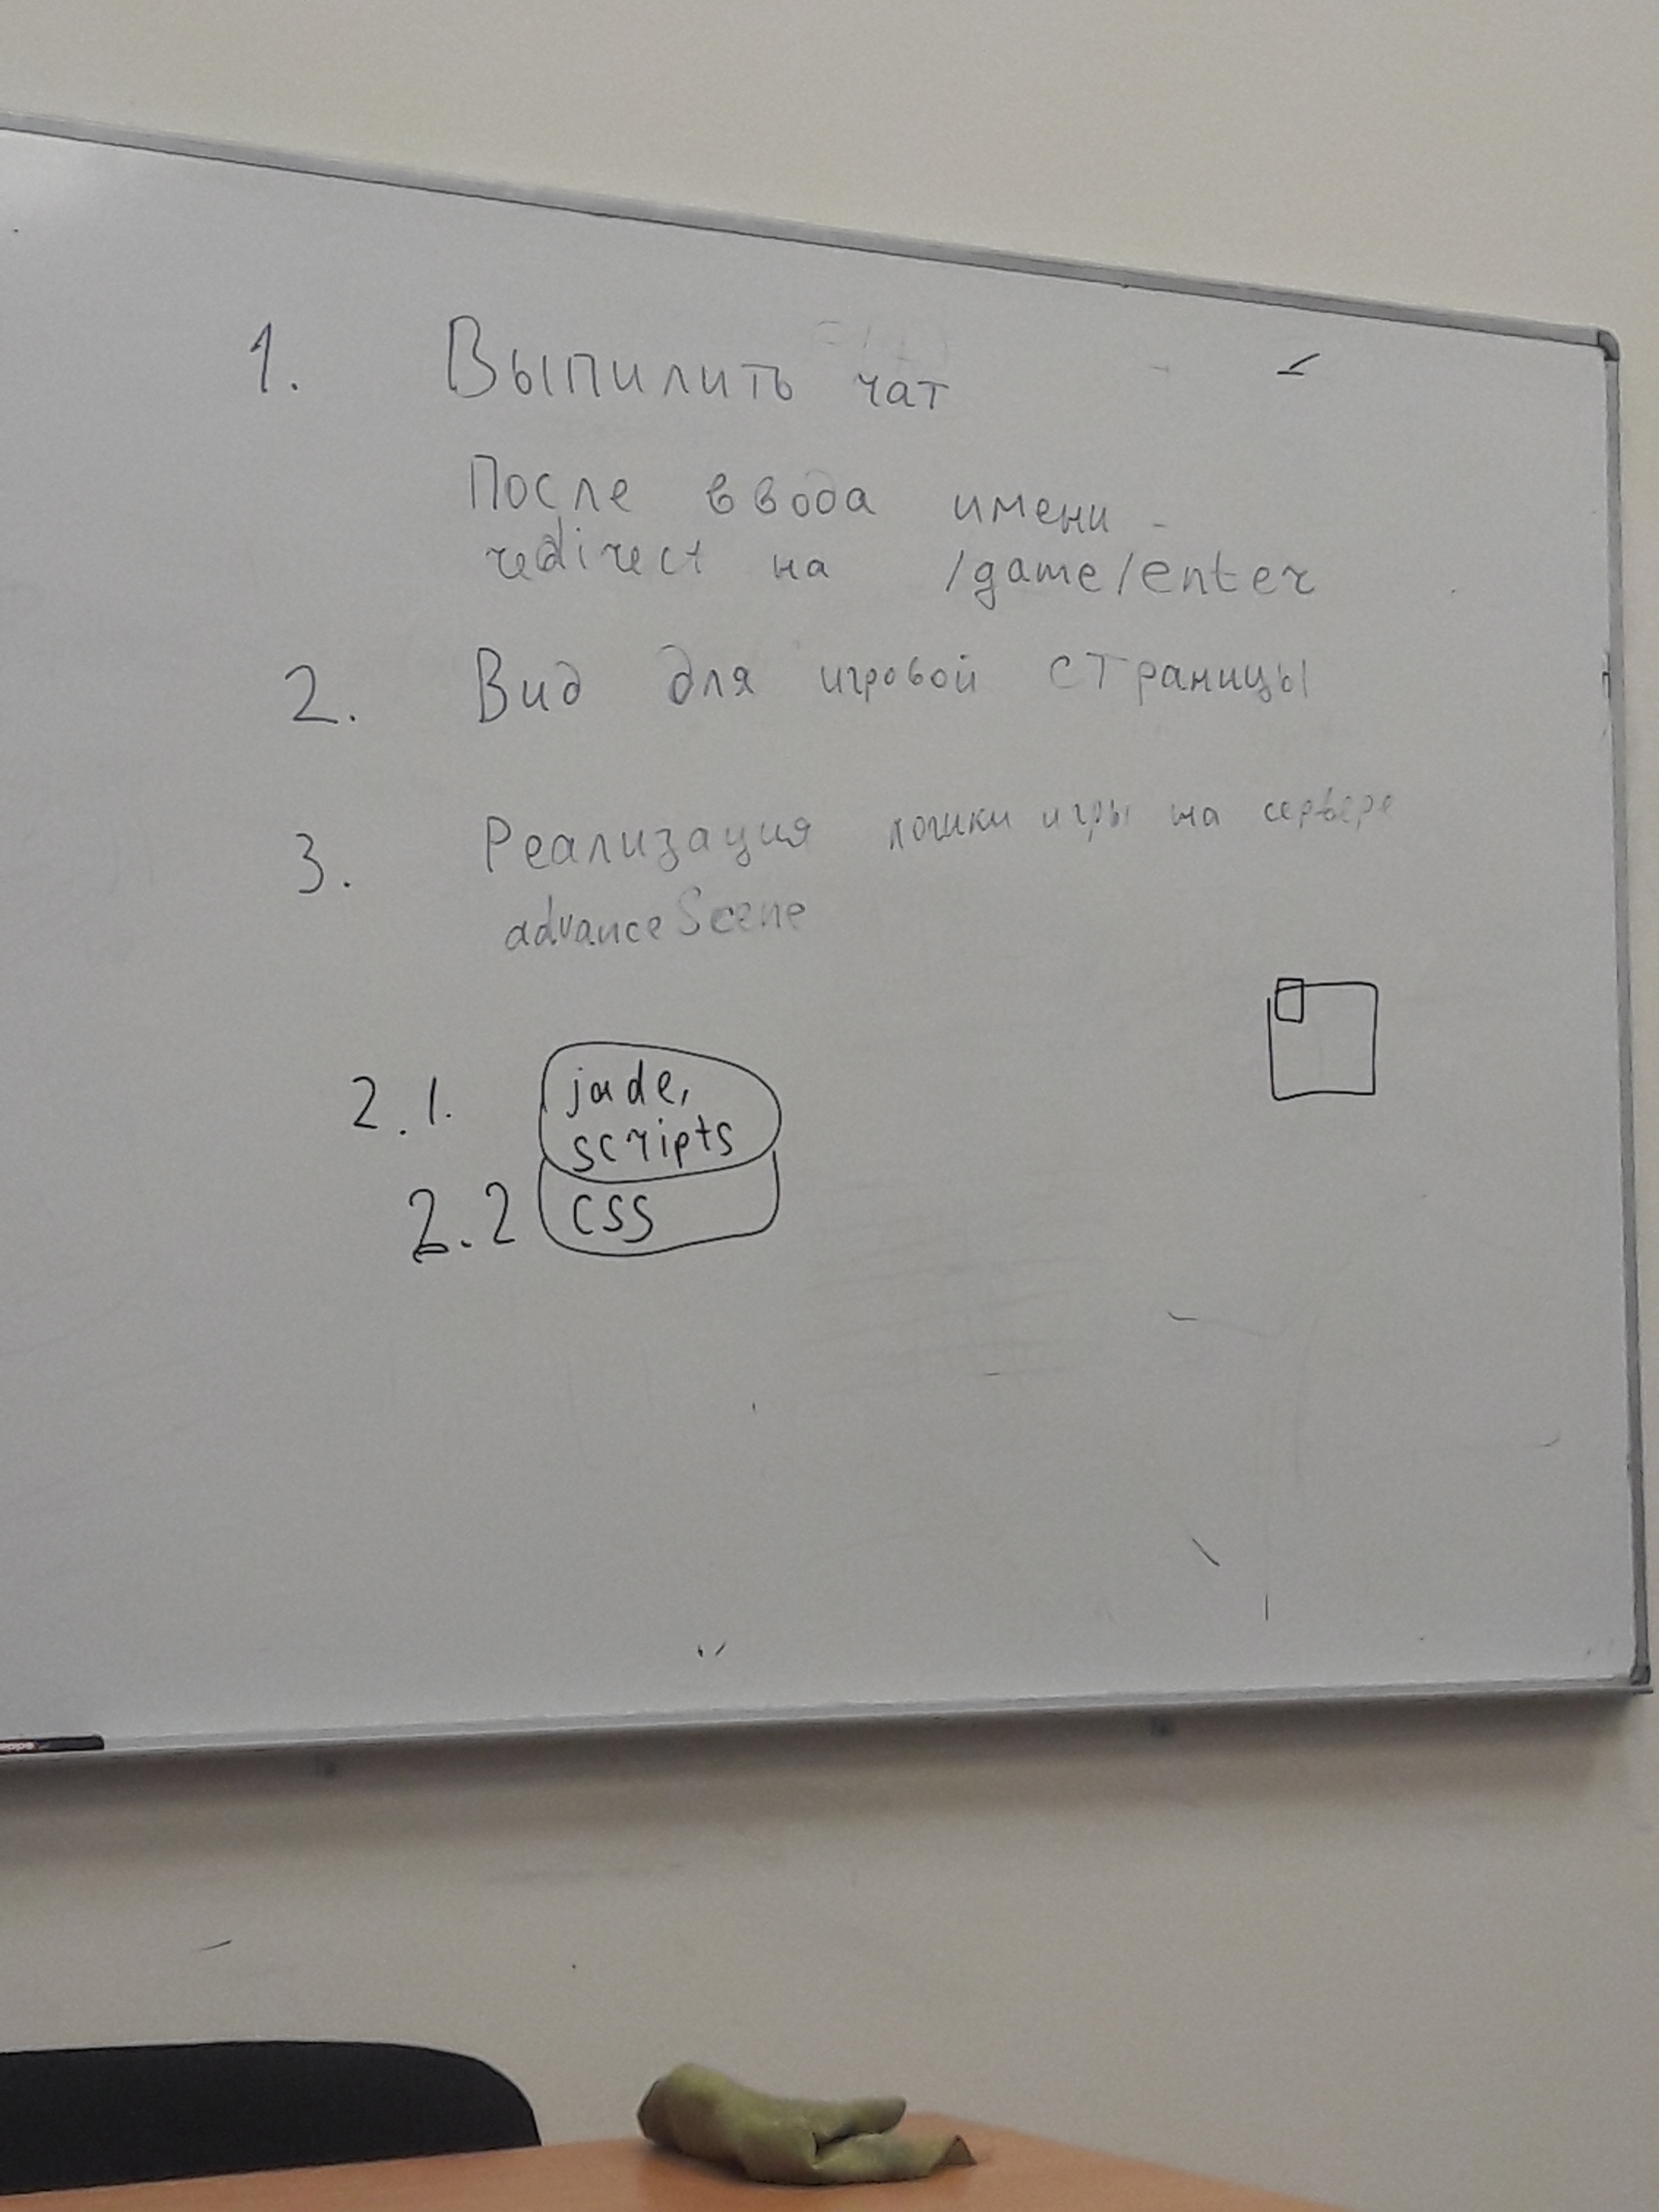 1. Выпилить чат
После ввода имени -
redirect на /game/enter
2. Вид для игровой страницы
3. Реализация логики игры на сервере
advanceScene
2.1. jade,
scripts
2.2 css